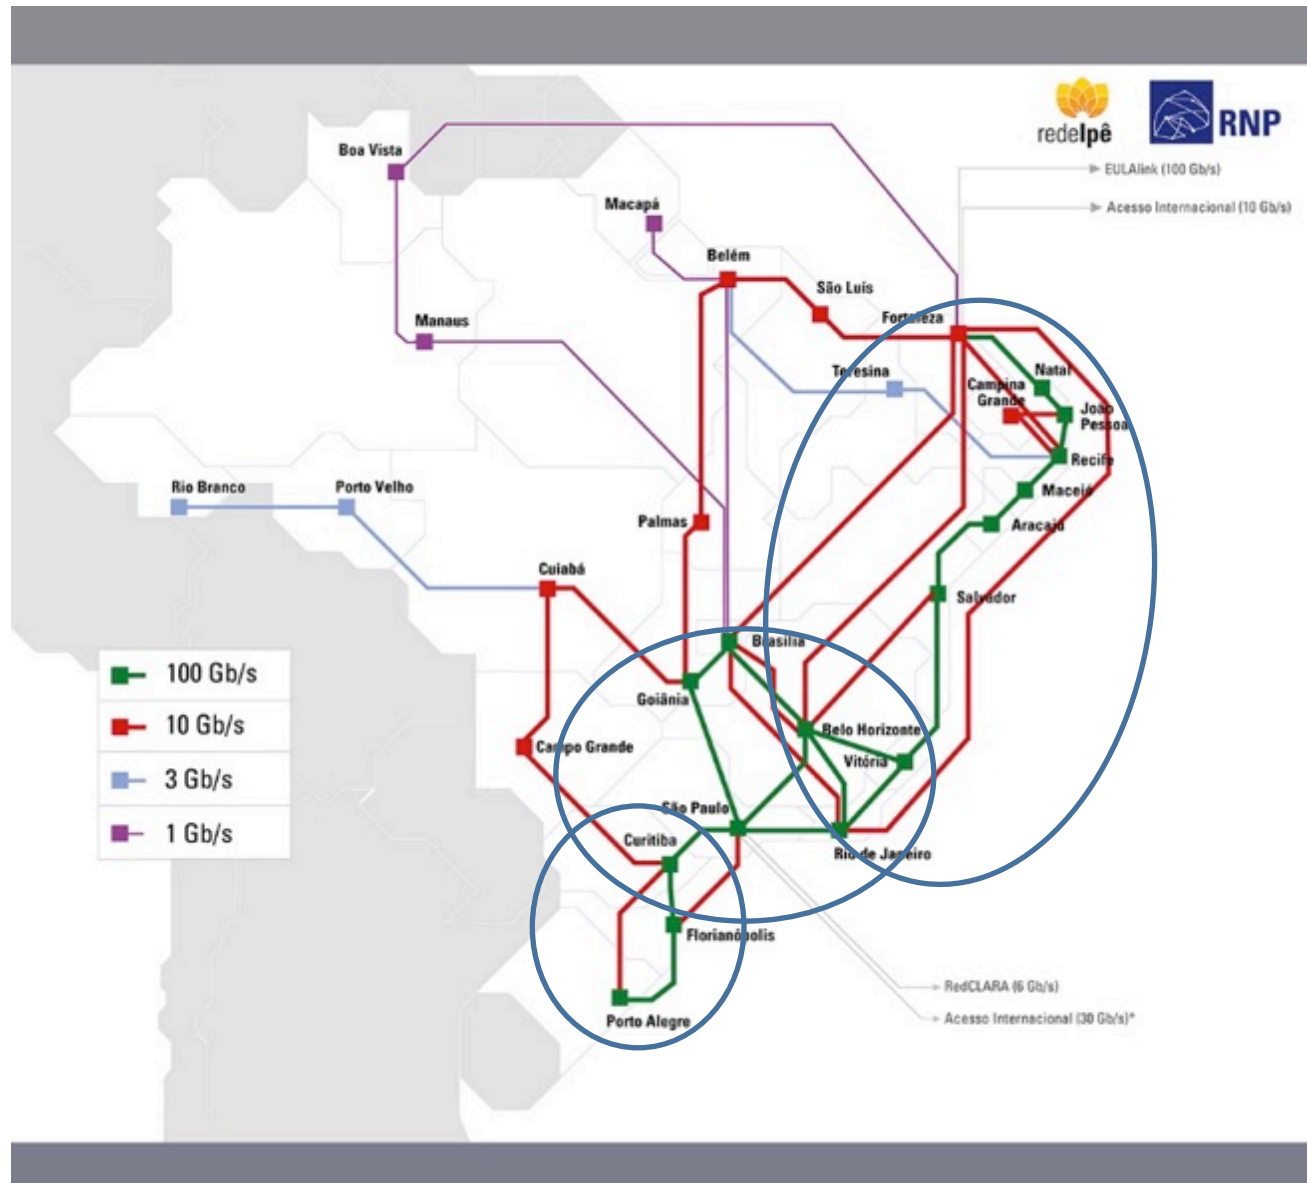 redeIpê
RNP
EULAlink (100 Gb/s)
Acesso Internacional (10 Gb/s)
Boa Vista
Macapá
Belém
São Luís
Fortaleza
Manaus
Teresina
Natal
Campina
Grande
João
Pessoa
Recife
Rio Branco
Porto Velho
Maceió
Palmas
Aracajú
Cuiabá
Salvador
Brasília
100 Gb/s
Goiânia
10 Gb/s
Belo Horizonte
Campo Grande
Vitória
3 Gb/s
São Paulo
1 Gb/s
Curitiba
Rio de Janeiro
Florianópolis
RedCLARA (6 Gb/s)
Porto Alegre
Acesso Internacional (30 Gb/s)*